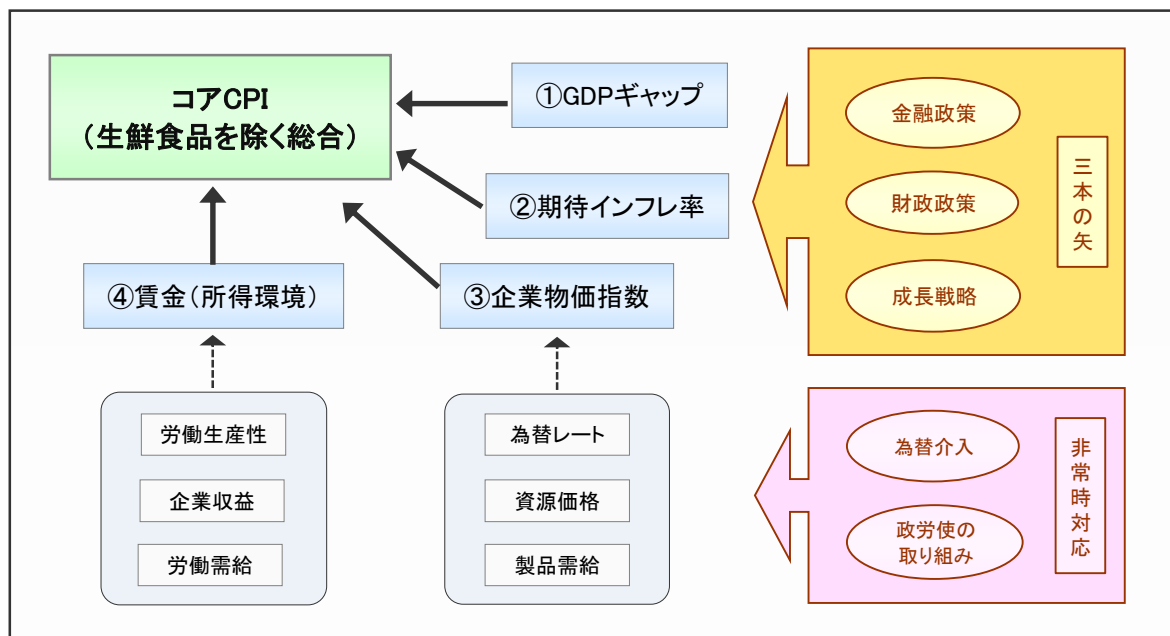 コアCPI
（生鮮食品を除く総合）
①GDPギャップ
②期待インフレ率
④賃金（所得環境）
③企業物価指数
労働生産性
企業収益
労働需給
為替レート
資源価格
製品需給
金融政策
財政政策
成長戦略
三本の矢
為替介入
政労使の
取り組み
非常時対応